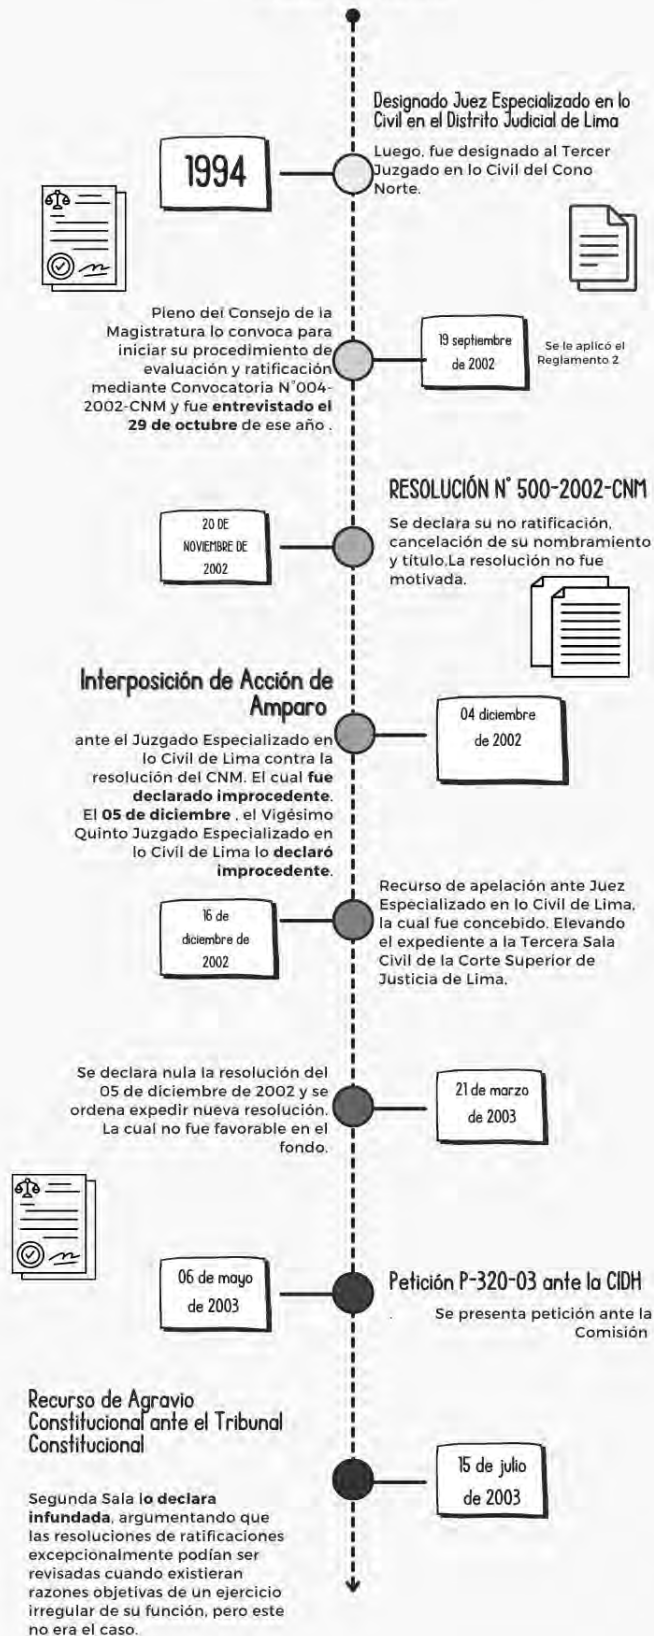 Designado Juez Especializado en lo
Civil en el Distrito Judicial de Lima
1994
Luego, fue designado al Tercer
Juzgado en lo Civil del Cono
Norte.
Pleno del Consejo de la
Magistratura lo convoca para
iniciar su procedimiento de
evaluación y ratificación
mediante Convocatoria N°004-
2002-CNM y fue entrevistado el
29 de octubre de ese año .
19 septiembre
de 2002
Se le aplicó el
Reglamento 2
RESOLUCIÓN N° 500-2002-CNM
20 DE
NOVIEMBRE DE
2002
Se declara su no ratificación,
cancelación de su nombramiento
y título.La resolución no fue
motivada.
Interposición de Acción de
Amparo
04 diciembre
de 2002
ante el Juzgado Especializado en
lo Civil de Lima contra la
resolución del CNM. El cual fue
declarado improcedente.
El 05 de diciembre , el Vigésimo
Quinto Juzgado Especializado en
lo Civil de Lima lo declaró
improcedente.
16 de
diciembre de
2002
Recurso de apelación ante Juez
Especializado en lo Civil de Lima,
la cual fue concebido. Elevando
el expediente a la Tercera Sala
Civil de la Corte Superior de
Justicia de Lima.
Se declara nula la resolución del
05 de diciembre de 2002 y se
ordena expedir nueva resolución.
La cual no fue favorable en el
fondo.
21 de marzo
de 2003
06 de mayo
de 2003
Petición P-320-03 ante la CIDH
. Se presenta petición ante la
Comisión
Recurso de Agravio
Constitucional ante el Tribunal
Constitucional
15 de julio
de 2003
Segunda Sala lo declara
infundada, argumentando que
las resoluciones de ratificaciones
excepcionalmente podían ser
revisadas cuando existieran
razones objetivas de un ejercicio
irregular de su función, pero este
no era el caso.